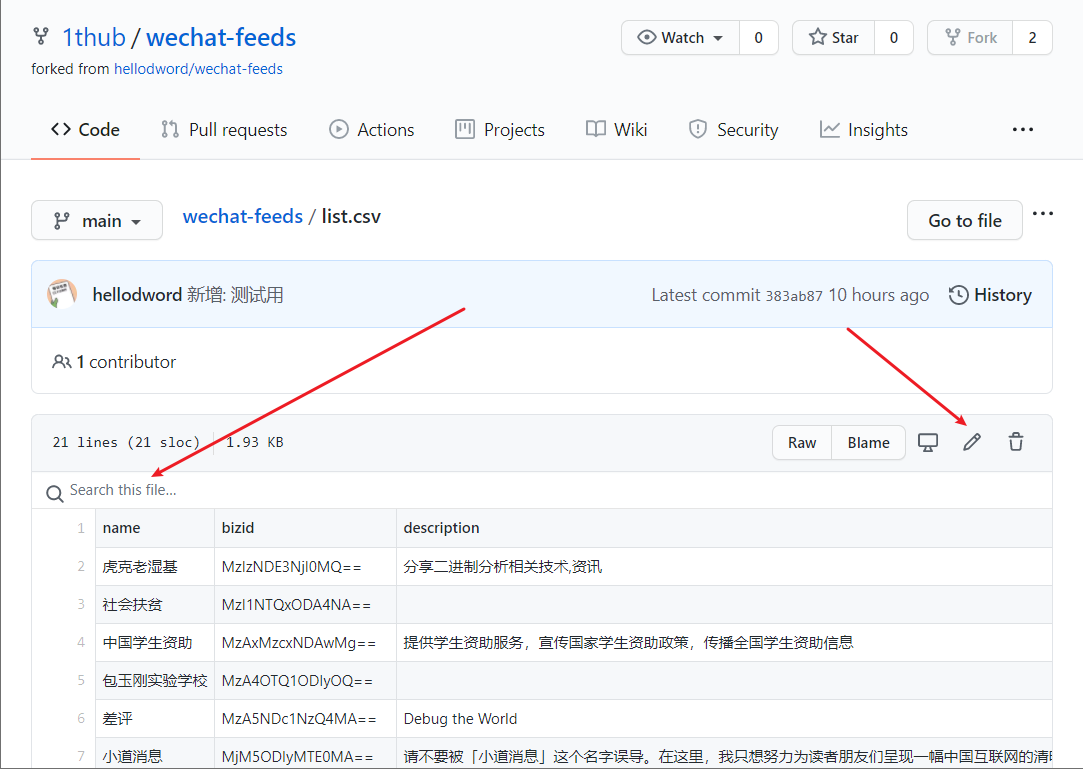 1thub / wechat-feeds
Watch 0 Star 0 Fork 2
forked from hellodword/wechat-feeds
Code Pull requests Actions Projects Wiki Security Insights ...
main wechat-feeds / list.csv Go to file ...
hellodword 新增: 测试用 Latest commit 383ab87 10 hours ago History
1 contributor
21 lines (21 sloc) 1.93 KB Raw Blame
Search this file...
1 name bizid description
2 虎克老湿基 MzIzNDE3NjI0MQ== 分享二进制分析相关技术,资讯
3 社会扶贫 MzI1NTQxODA4NA==
4 中国学生资助 MzAxMzcxNDAwMg== 提供学生资助服务，宣传国家学生资助政策，传播全国学生资助信息
5 包玉刚实验学校 MzA4OTQ1ODIyOQ==
6 差评 MzA5NDc1NzQ4MA== Debug the World
7 小道消息 MjM5ODIyMTE0MA== 请不要被「小道消息」这个名字误导。在这里，我只想努力为读者朋友们呈现一幅中国互联网的清